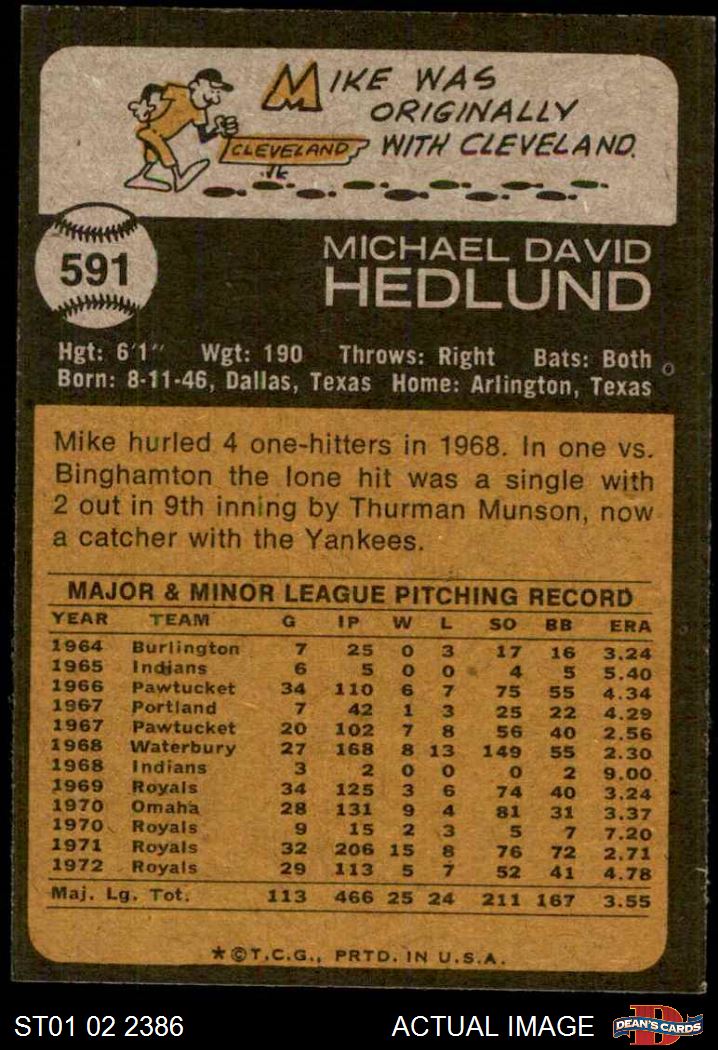 MIKE WAS
ORIGINALLY
WITH CLEVELAND.
CLEVELAND
591
MICHAEL DAVID
HEDLUND
Hgt: 6'1" Wgt: 190 Throws: Right Bats: Both
Born: 8-11-46, Dallas, Texas Home: Arlington, Texas
Mike hurled 4 one-hitters in 1968. In one vs.
Binghamton the lone hit was a single with
2 out in 9th inning by Thurman Munson, now
a catcher with the Yankees.
MAJOR & MINOR LEAGUE PITCHING RECORD
YEAR TEAM G IP W L SO BB ERA
1964 Burlington 7 25 0 3 17 16 3.24
1965 Indians 6 5 0 0 4 5 5.40
1966 Pawtucket 34 110 6 7 75 55 4.34
1967 Portland 7 42 1 3 25 22 4.29
1967 Pawtucket 20 102 7 8 56 40 2.56
1968 Waterbury 27 168 8 13 149 55 2.30
1968 Indians 3 2 0 0 0 2 9.00
1969 Royals 34 125 3 6 74 40 3.24
1970 Omaha 28 131 9 4 81 31 3.37
1970 Royals 9 15 2 3 5 7 7.20
1971 Royals 32 206 15 8 76 72 2.71
1972 Royals 29 113 5 7 52 41 4.78
Maj. Lg. Tot. 113 466 25 24 211 167 3.55
*©T.C.G., PRTD. IN U.S.A.
ST01 02 2386 ACTUAL IMAGE DEAN'S CARDS